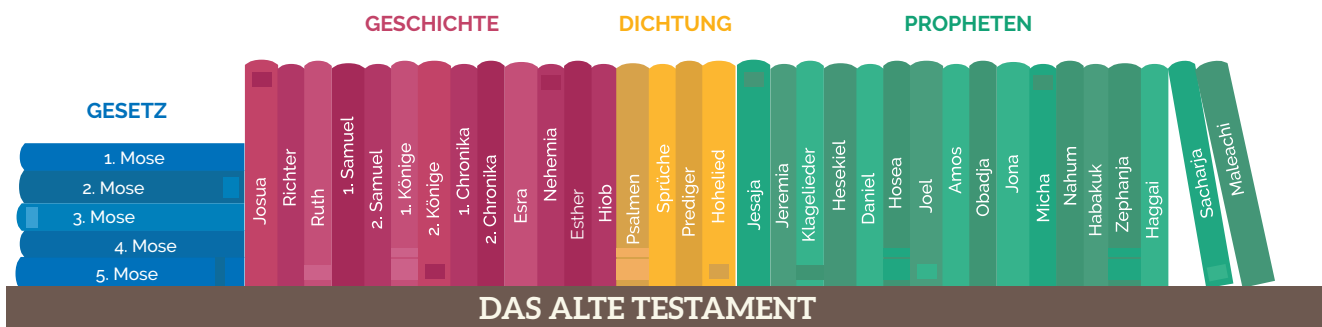 GESCHICHTE
DICHTUNG
PROPHETEN
GESETZ
1. Mose
2. Mose
3. Mose
4. Mose
5. Mose
Josua
Richter
Ruth
1. Samuel
2. Samuel
1. Könige
2. Könige
1. Chronika
2. Chronika
Esra
Nehemia
Esther
Hiob
Psalmen
Sprüche
Prediger
Hohelied
Jesaja
Jeremia
Klagelieder
Hesekiel
Daniel
Hosea
Joel
Amos
Obadja
Jona
Micha
Nahum
Habakuk
Zephanja
Haggai
Sacharja
Maleachi
DAS ALTE TESTAMENT